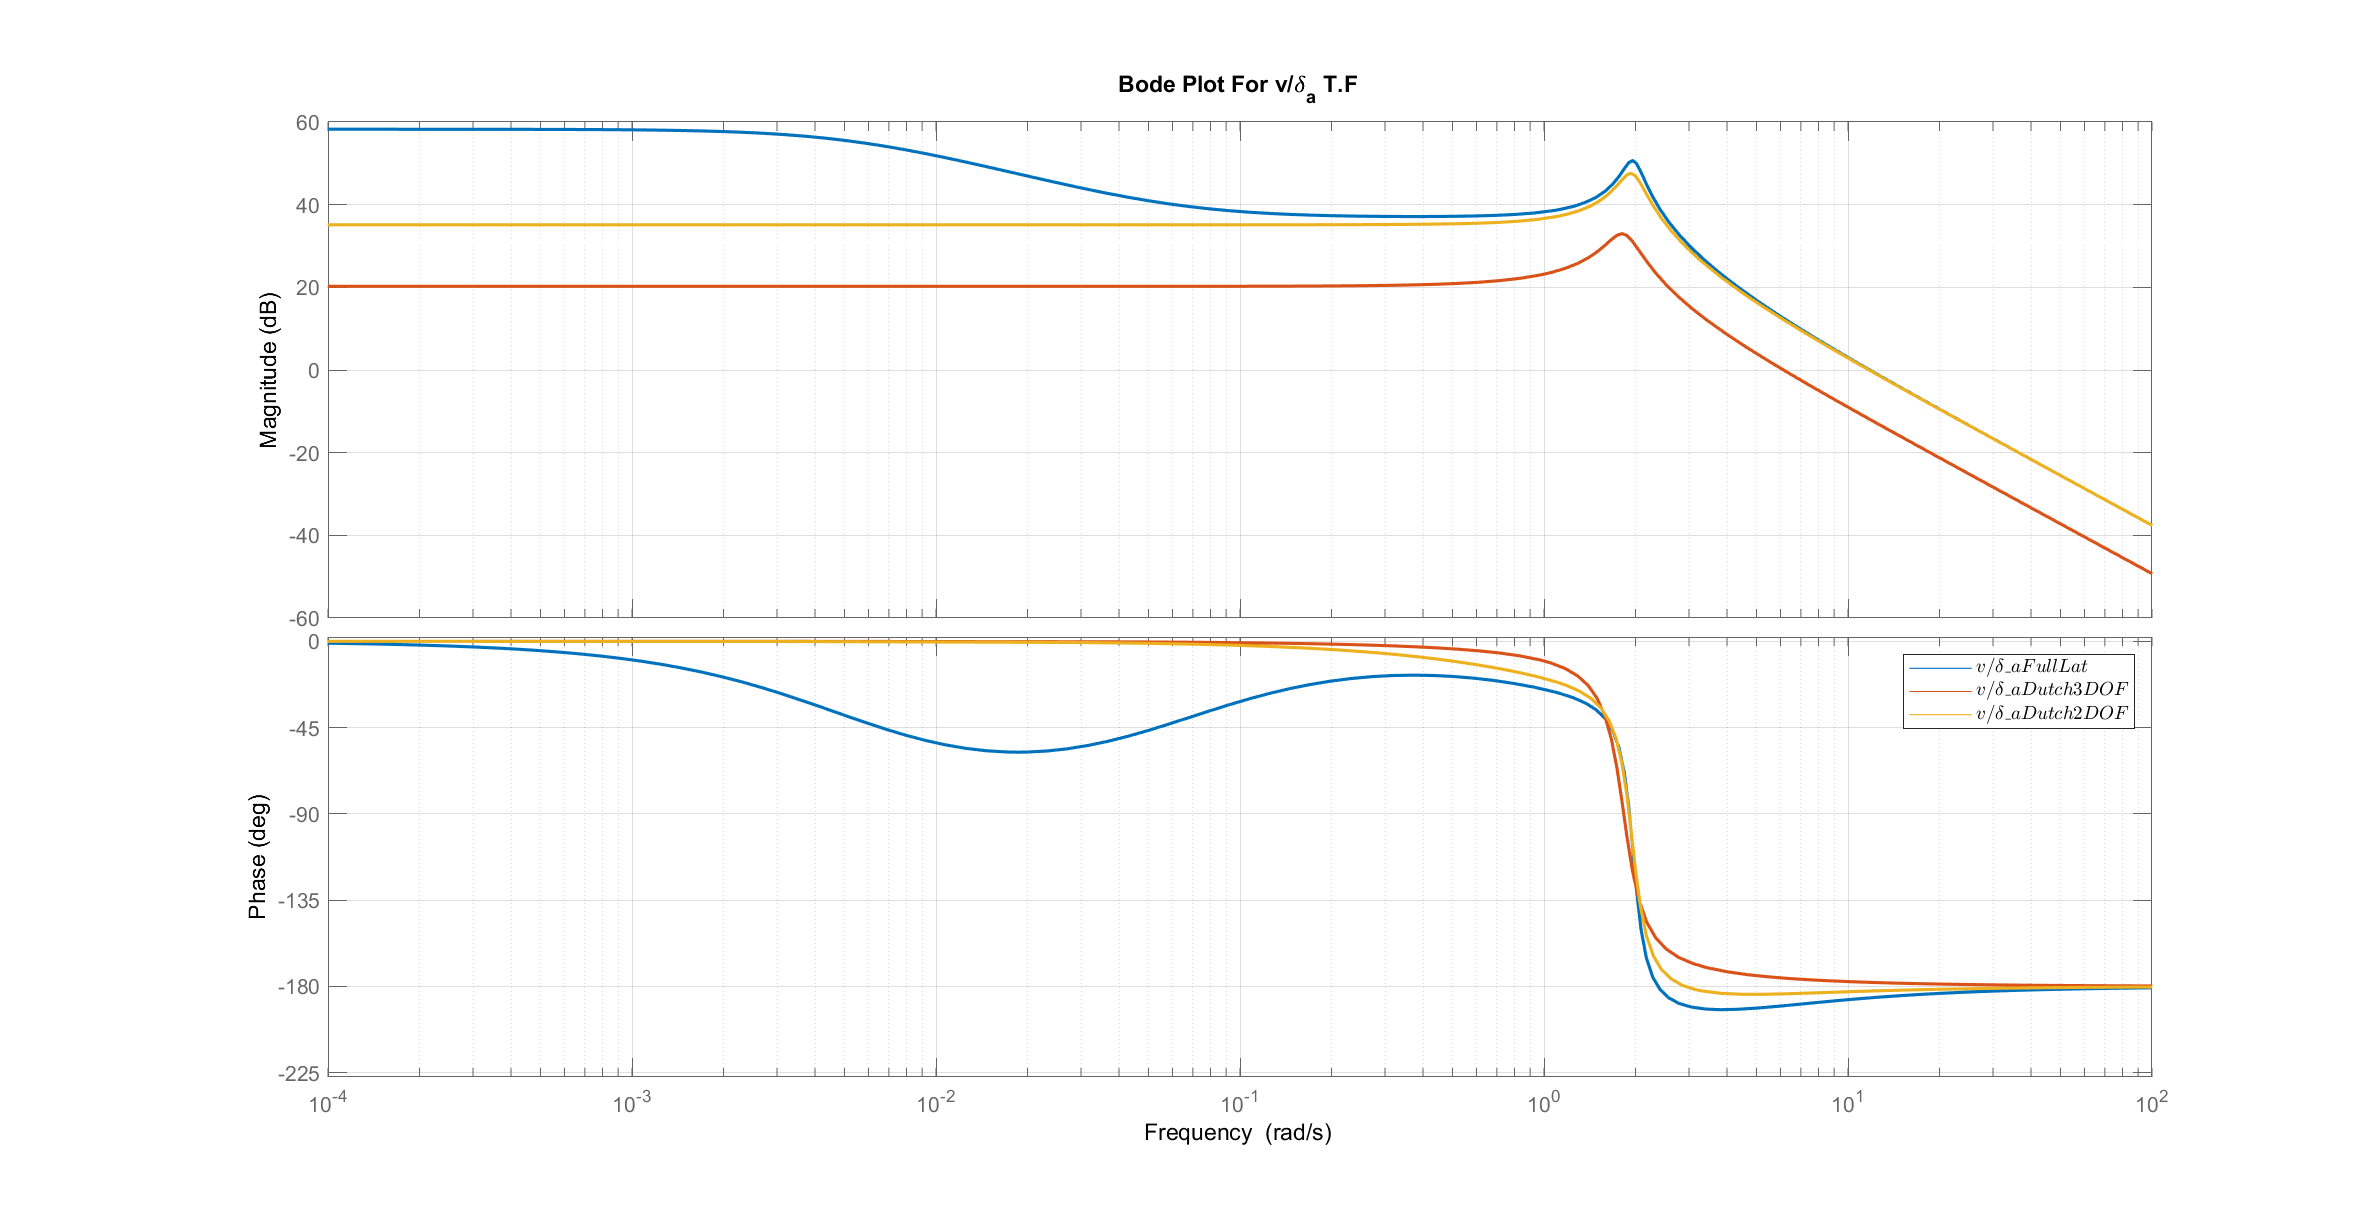 Bode Plot For v/δₐ T.F
Magnitude (dB)
60
40
20
0
-20
-40
-60
Phase (deg)
0
-45
-90
-135
-180
-225
v/δ_aFullLat
v/δ_aDutch3DOF
v/δ_aDutch2DOF
10⁻⁴ 10⁻³ 10⁻² 10⁻¹ 10⁰ 10¹ 10²
Frequency (rad/s)